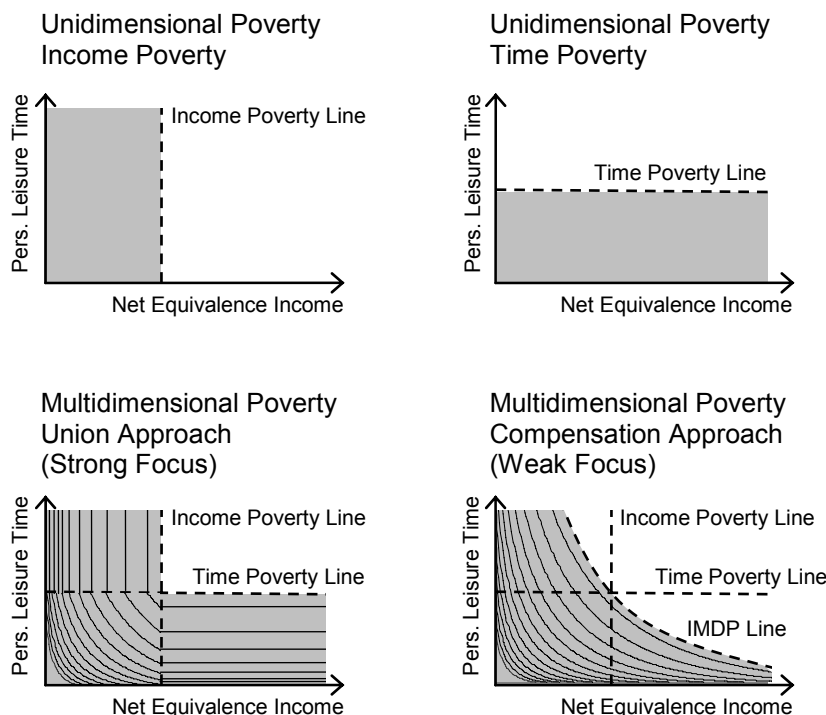 Unidimensional Poverty
Income Poverty
Pers. Leisure Time
Income Poverty Line
Net Equivalence Income
Unidimensional Poverty
Time Poverty
Pers. Leisure Time
Time Poverty Line
Net Equivalence Income
Multidimensional Poverty
Union Approach
(Strong Focus)
Pers. Leisure Time
Income Poverty Line
Time Poverty Line
Net Equivalence Income
Multidimensional Poverty
Compensation Approach
(Weak Focus)
Pers. Leisure Time
Income Poverty Line
Time Poverty Line
IMDP Line
Net Equivalence Income